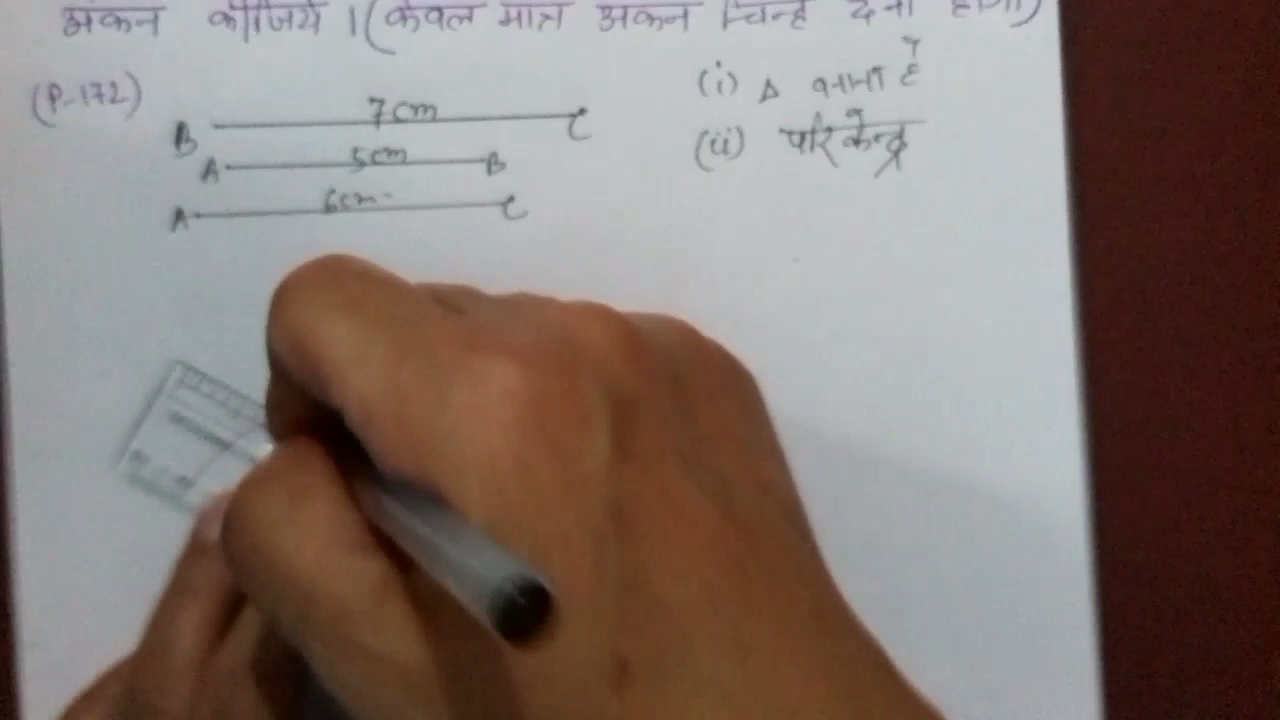 अंकन कीजिये।(केवल मात्र अंकन चिन्ह देना होगा)
(P-172)
B 7cm C
A 5cm B
A 6cm C
(i) Δ बनाना है
(ii) परिकेन्द्र